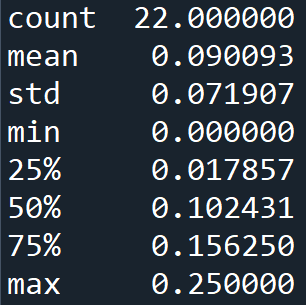 count 22.000000
mean 0.090093
std 0.071907
min 0.000000
25% 0.017857
50% 0.102431
75% 0.156250
max 0.250000